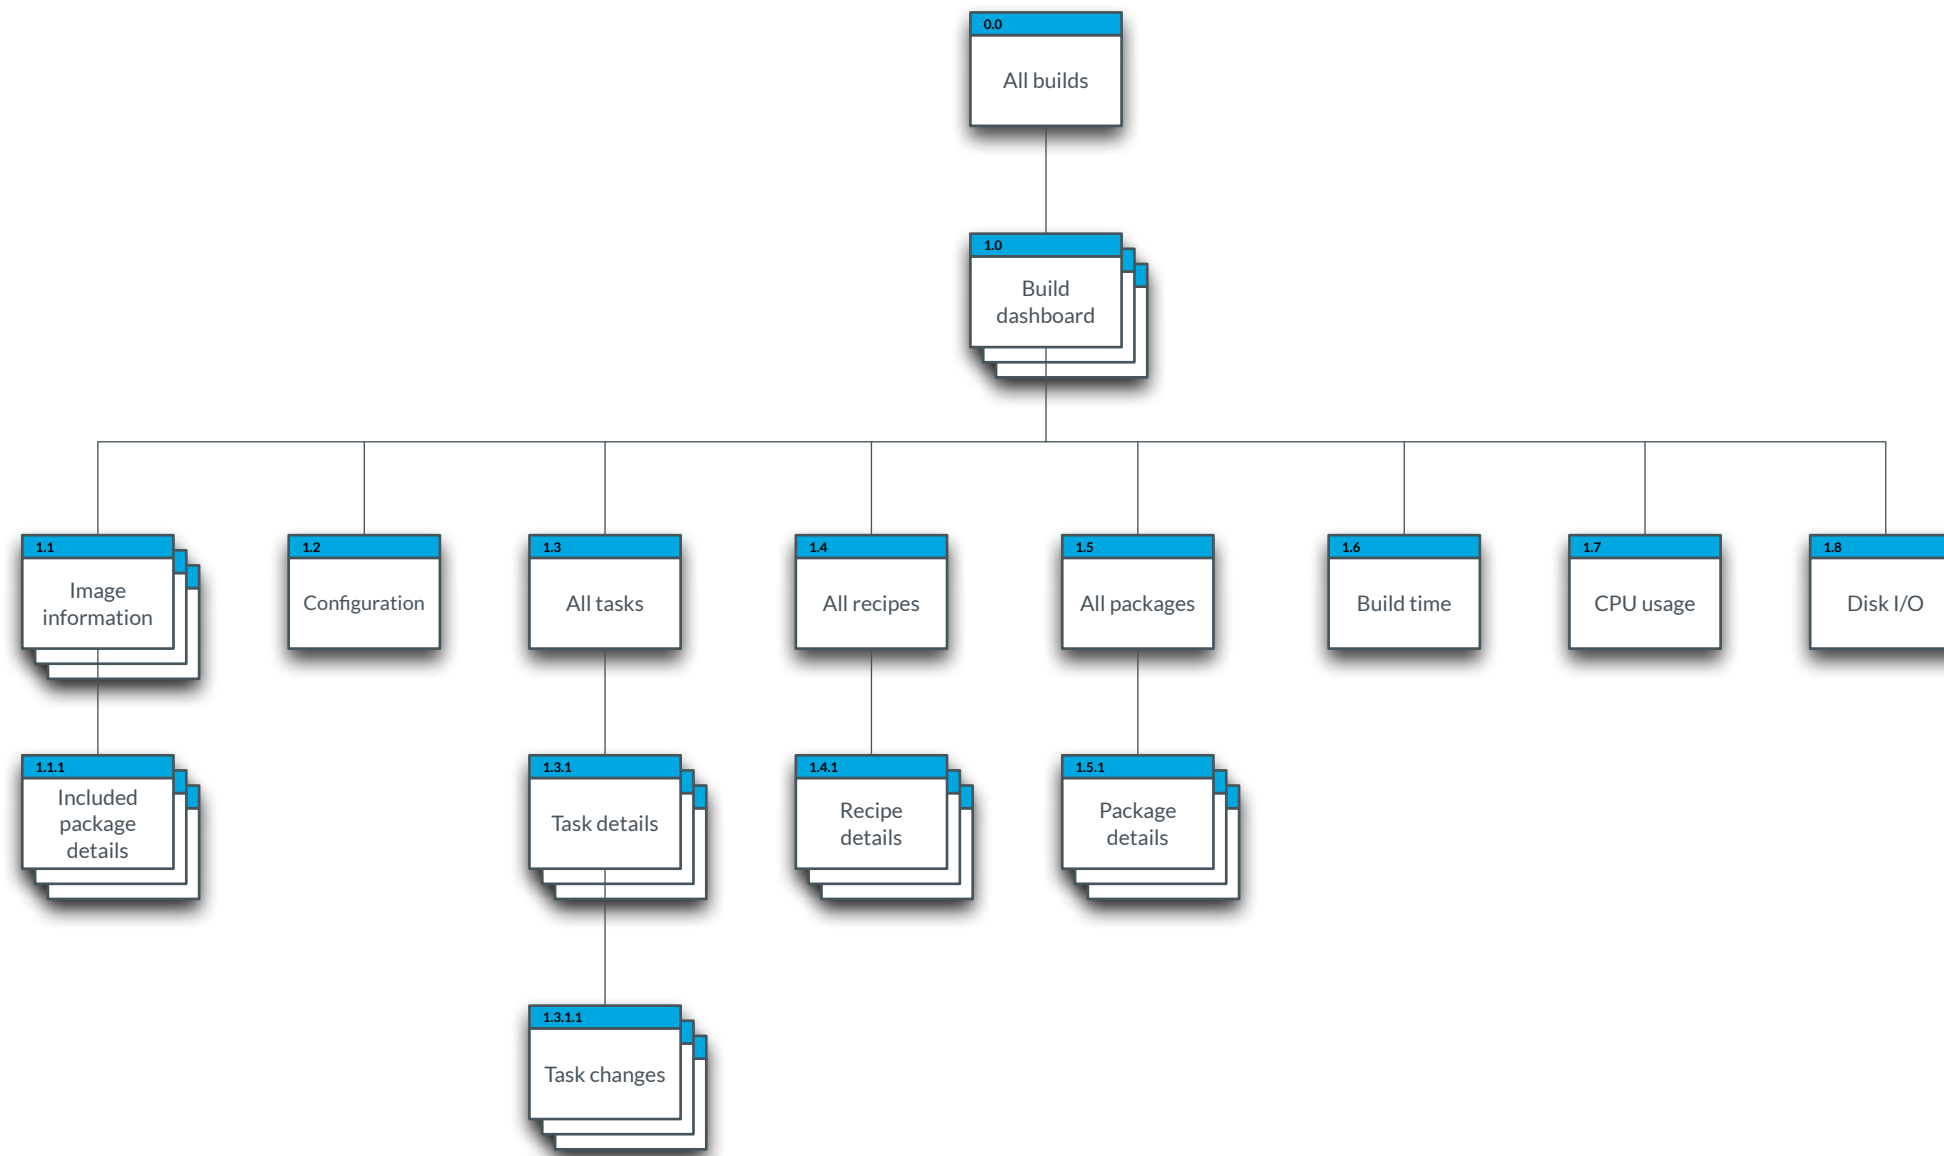 0.0
All builds
1.0
Build
dashboard
1.1
Image
information
1.2
Configuration
1.3
All tasks
1.4
All recipes
1.5
All packages
1.6
Build time
1.7
CPU usage
1.8
Disk I/O
1.1.1
Included
package
details
1.3.1
Task details
1.4.1
Recipe
details
1.5.1
Package
details
1.3.1.1
Task changes